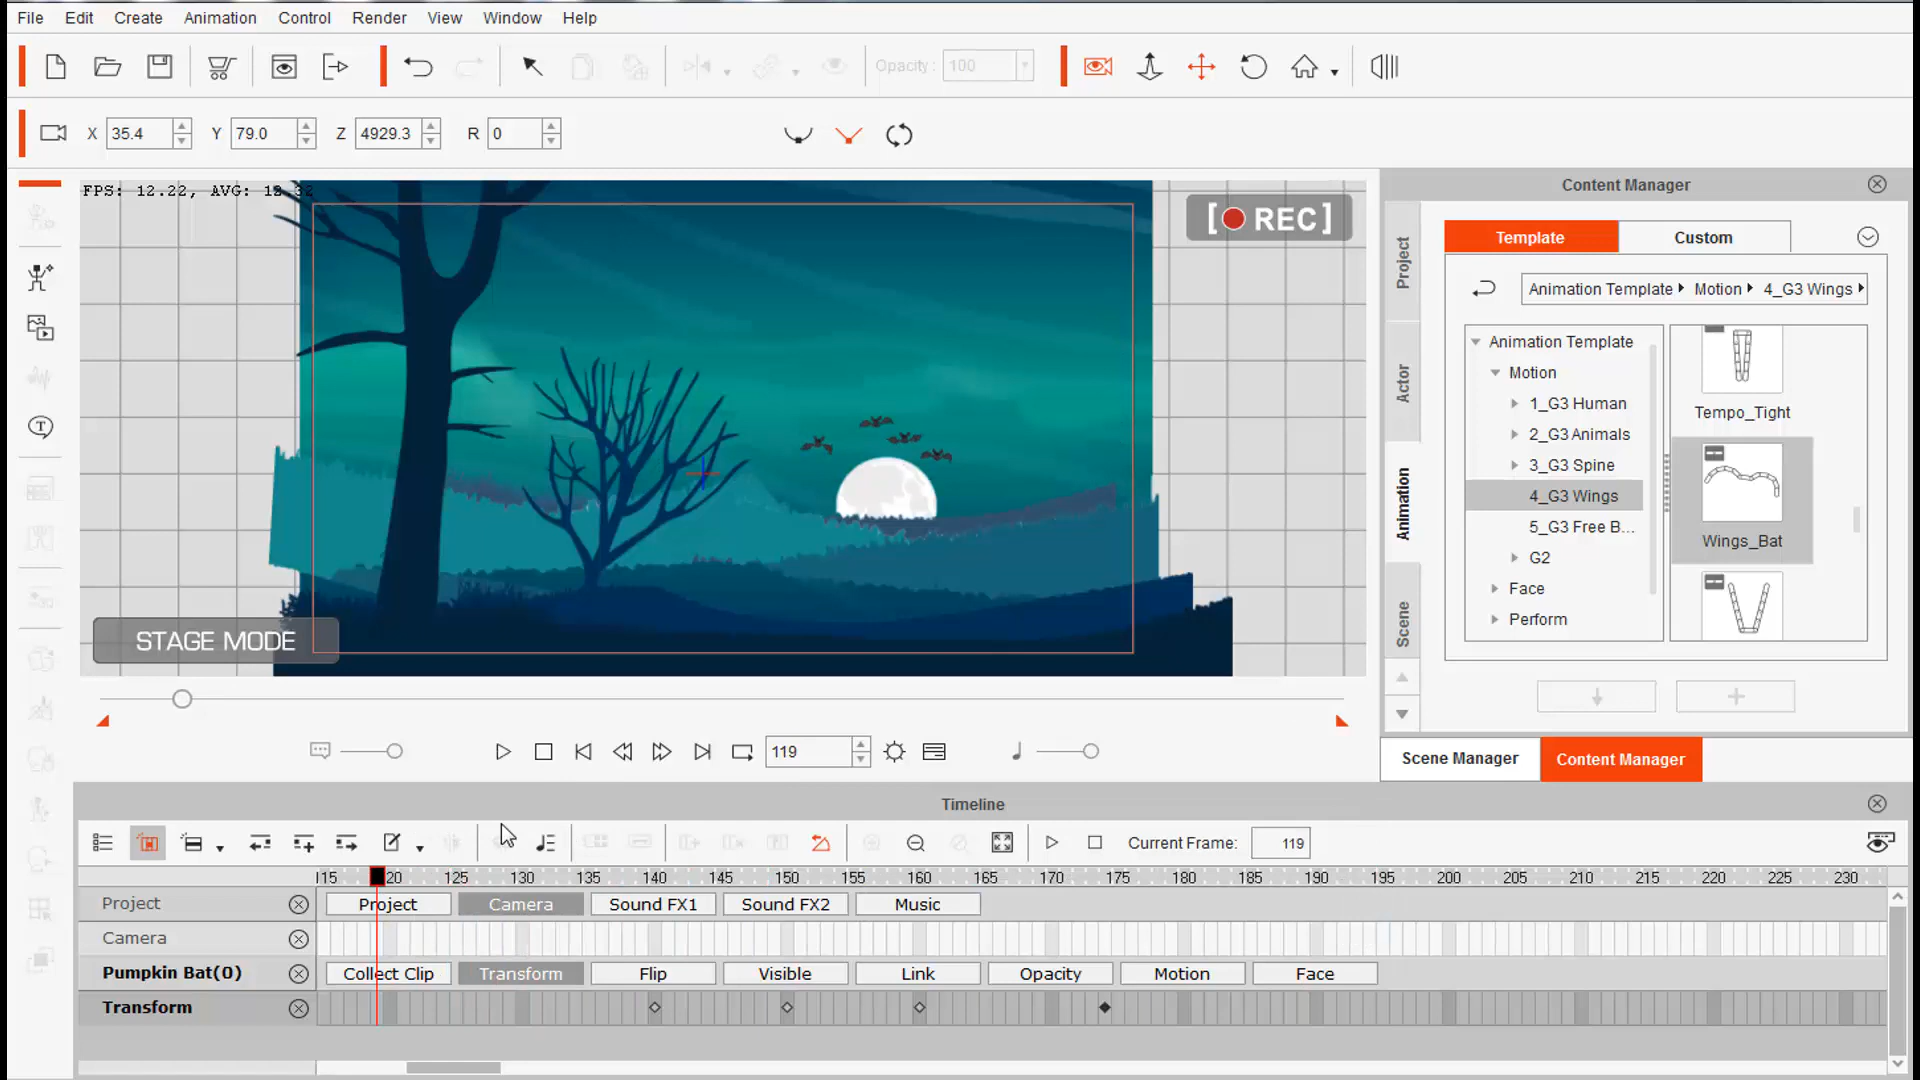 File Edit Create Animation Control Render View Window Help
Opacity : 100
X 35.4 Y 79.0 Z 4929.3 R 0
FPS: 12.22, AVG: 12.32
[ REC ]
STAGE MODE
119
Content Manager
Template Custom
Animation Template Motion 4_G3 Wings
Project
Actor
Animation
Scene
Animation Template
Motion
1_G3 Human
2_G3 Animals
3_G3 Spine
4_G3 Wings
5_G3 Free B...
G2
Face
Perform
Tempo_Tight
Wings_Bat
Scene Manager Content Manager
Timeline
Current Frame: 119
115 20 125 130 135 140 145 150 155 160 165 170 175 180 185 190 195 200 205 210 215 220 225 230
Project Project Camera Sound FX1 Sound FX2 Music
Camera
Pumpkin Bat(0) Collect Clip Transform Flip Visible Link Opacity Motion Face
Transform